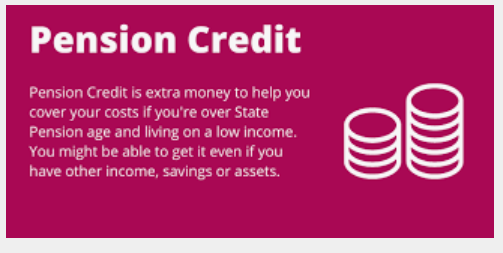 Pension Credit
Pension Credit is extra money to help you
cover your costs if you're over State
Pension age and living on a low income.
You might be able to get it even if you
have other income, savings or assets.